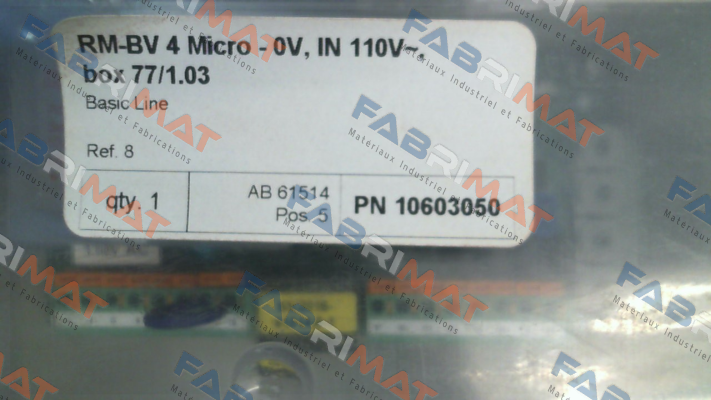 RM-BV 4 Micro - 0V, IN 110V~,
box 77/1.03
Basic Line
Ref. 8
qty. 1
AB 61514
Pos. 5
PN 10603050
FABRIMAT
Materiaux Industriel et Fabrications